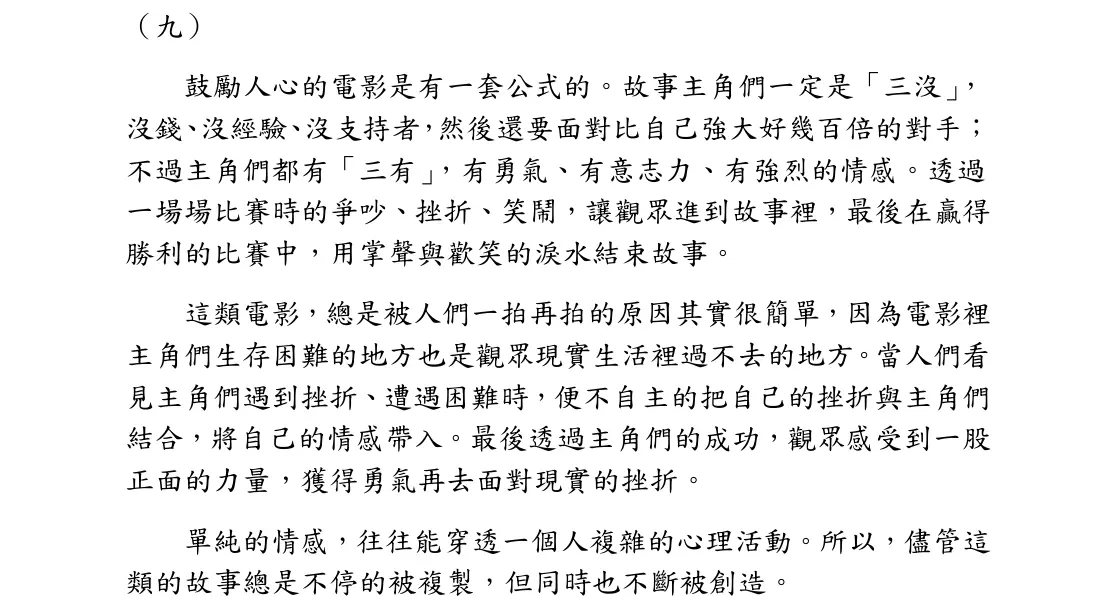 （九）
鼓勵人心的電影是有一套公式的。故事主角們一定是「三沒」，
沒錢、沒經驗、沒支持者，然後還要面對比自己強大好幾百倍的對手；
不過主角們都有「三有」，有勇氣、有意志力、有強烈的情感。透過
一場場比賽時的爭吵、挫折、笑鬧，讓觀眾進到故事裡，最後在贏得
勝利的比賽中，用掌聲與歡笑的淚水結束故事。
這類電影，總是被人們一拍再拍的原因其實很簡單，因為電影裡
主角們生存困難的地方也是觀眾現實生活裡過不去的地方。當人們看
見主角們遇到挫折、遭遇困難時，便不自主的把自己的挫折與主角們
結合，將自己的情感帶入。最後透過主角們的成功，觀眾感受到一股
正面的力量，獲得勇氣再去面對現實的挫折。
單純的情感，往往能穿透一個人複雜的心理活動。所以，儘管這
類的故事總是不停的被複製，但同時也不斷被創造。